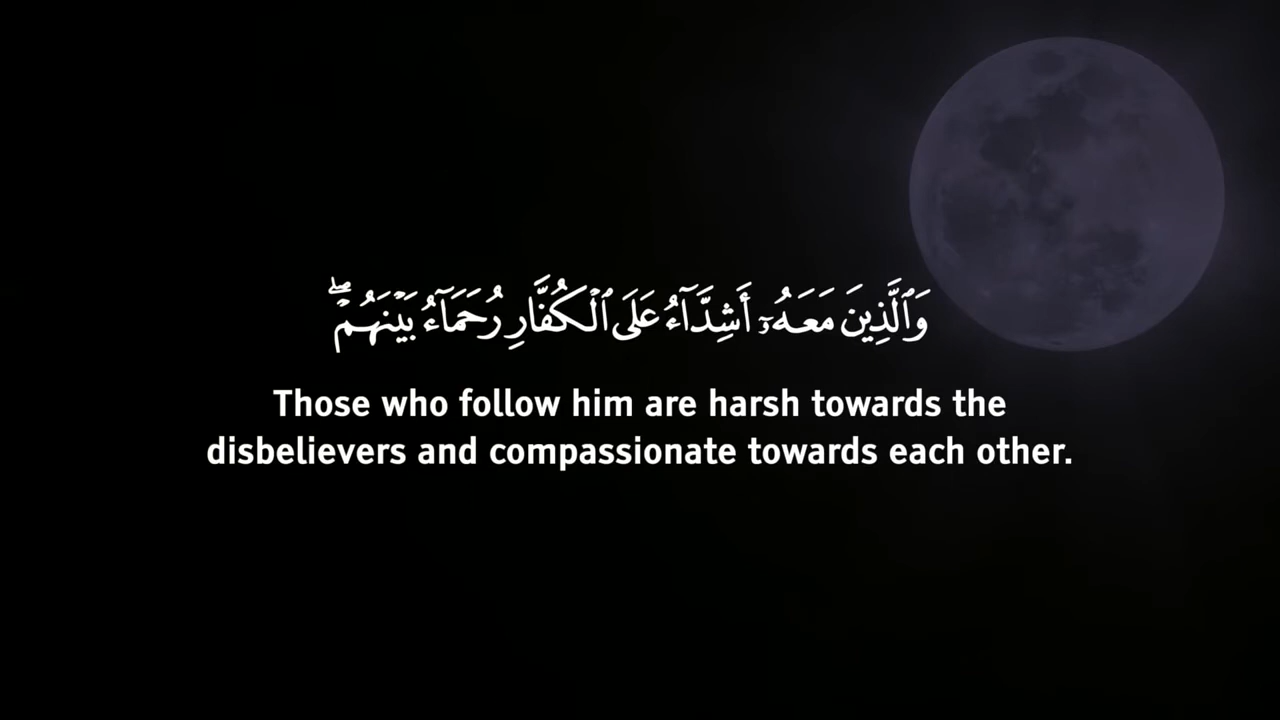 وَٱلَّذِينَ مَعَهُۥٓ أَشِدَّآءُ عَلَى ٱلْكُفَّارِ رُحَمَآءُ بَيْنَهُمْ ۖ
Those who follow him are harsh towards the
disbelievers and compassionate towards each other.